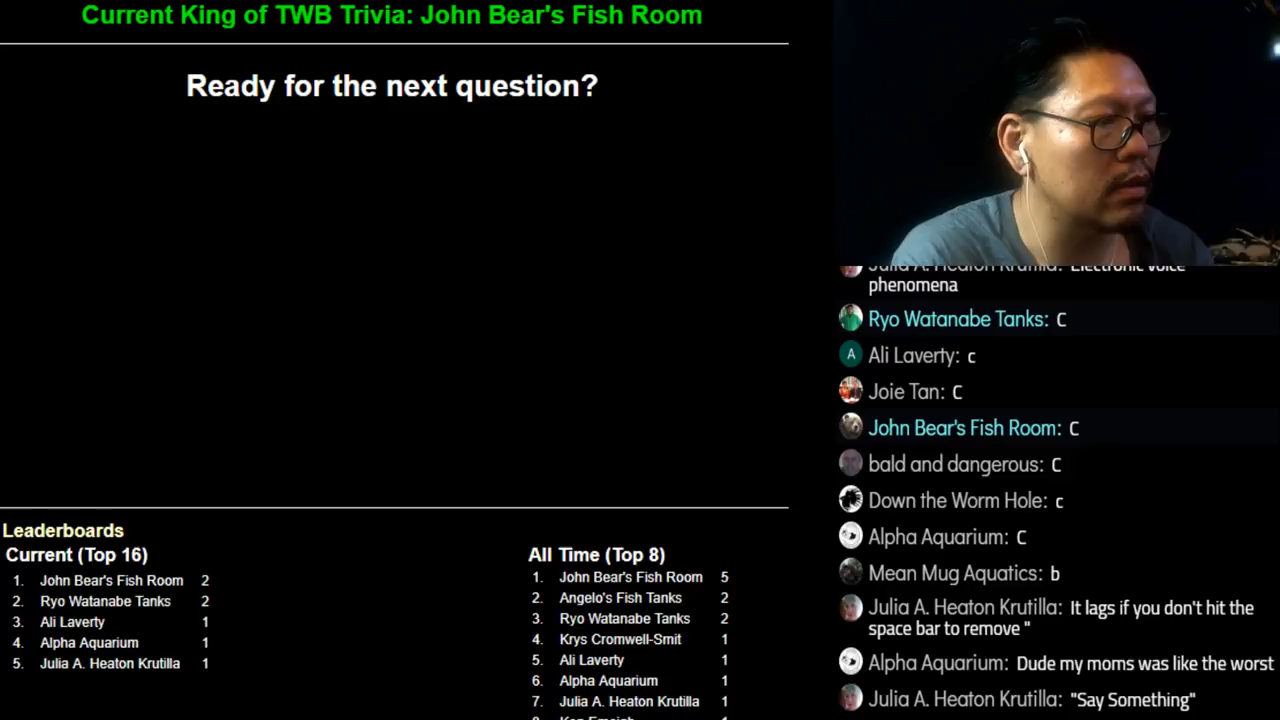 Current King of TWB Trivia: John Bear's Fish Room
Ready for the next question?
Leaderboards
Current (Top 16)
1. John Bear's Fish Room 2
2. Ryo Watanabe Tanks 2
3. Ali Laverty 1
4. Alpha Aquarium 1
5. Julia A. Heaton Krutilla 1
All Time (Top 8)
1. John Bear's Fish Room 5
2. Angelo's Fish Tanks 2
3. Ryo Watanabe Tanks 2
4. Krys Cromwell-Smit 1
5. Ali Laverty 1
6. Alpha Aquarium 1
7. Julia A. Heaton Krutilla 1
Julia A. Heaton Krutilla: Electronic voice
phenomena
Ryo Watanabe Tanks: C
A Ali Laverty: c
Joie Tan: C
John Bear's Fish Room: C
bald and dangerous: C
Down the Worm Hole: c
Alpha Aquarium: C
Mean Mug Aquatics: b
Julia A. Heaton Krutilla: It lags if you don't hit the
space bar to remove "
Alpha Aquarium: Dude my moms was like the worst
Julia A. Heaton Krutilla: "Say Something"